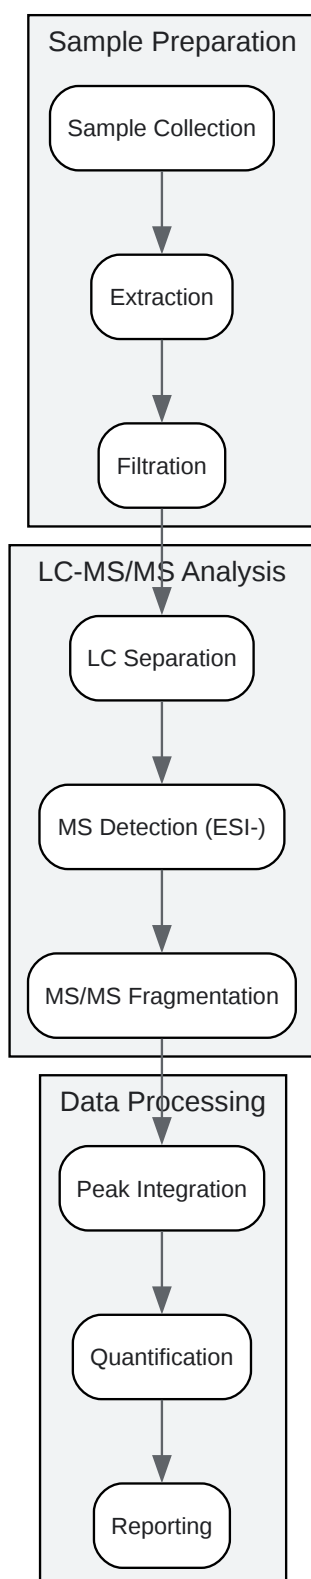 Sample Preparation
Sample Collection
Extraction
Filtration
LC-MS/MS Analysis
LC Separation
MS Detection (ESI-)
MS/MS Fragmentation
Data Processing
Peak Integration
Quantification
Reporting